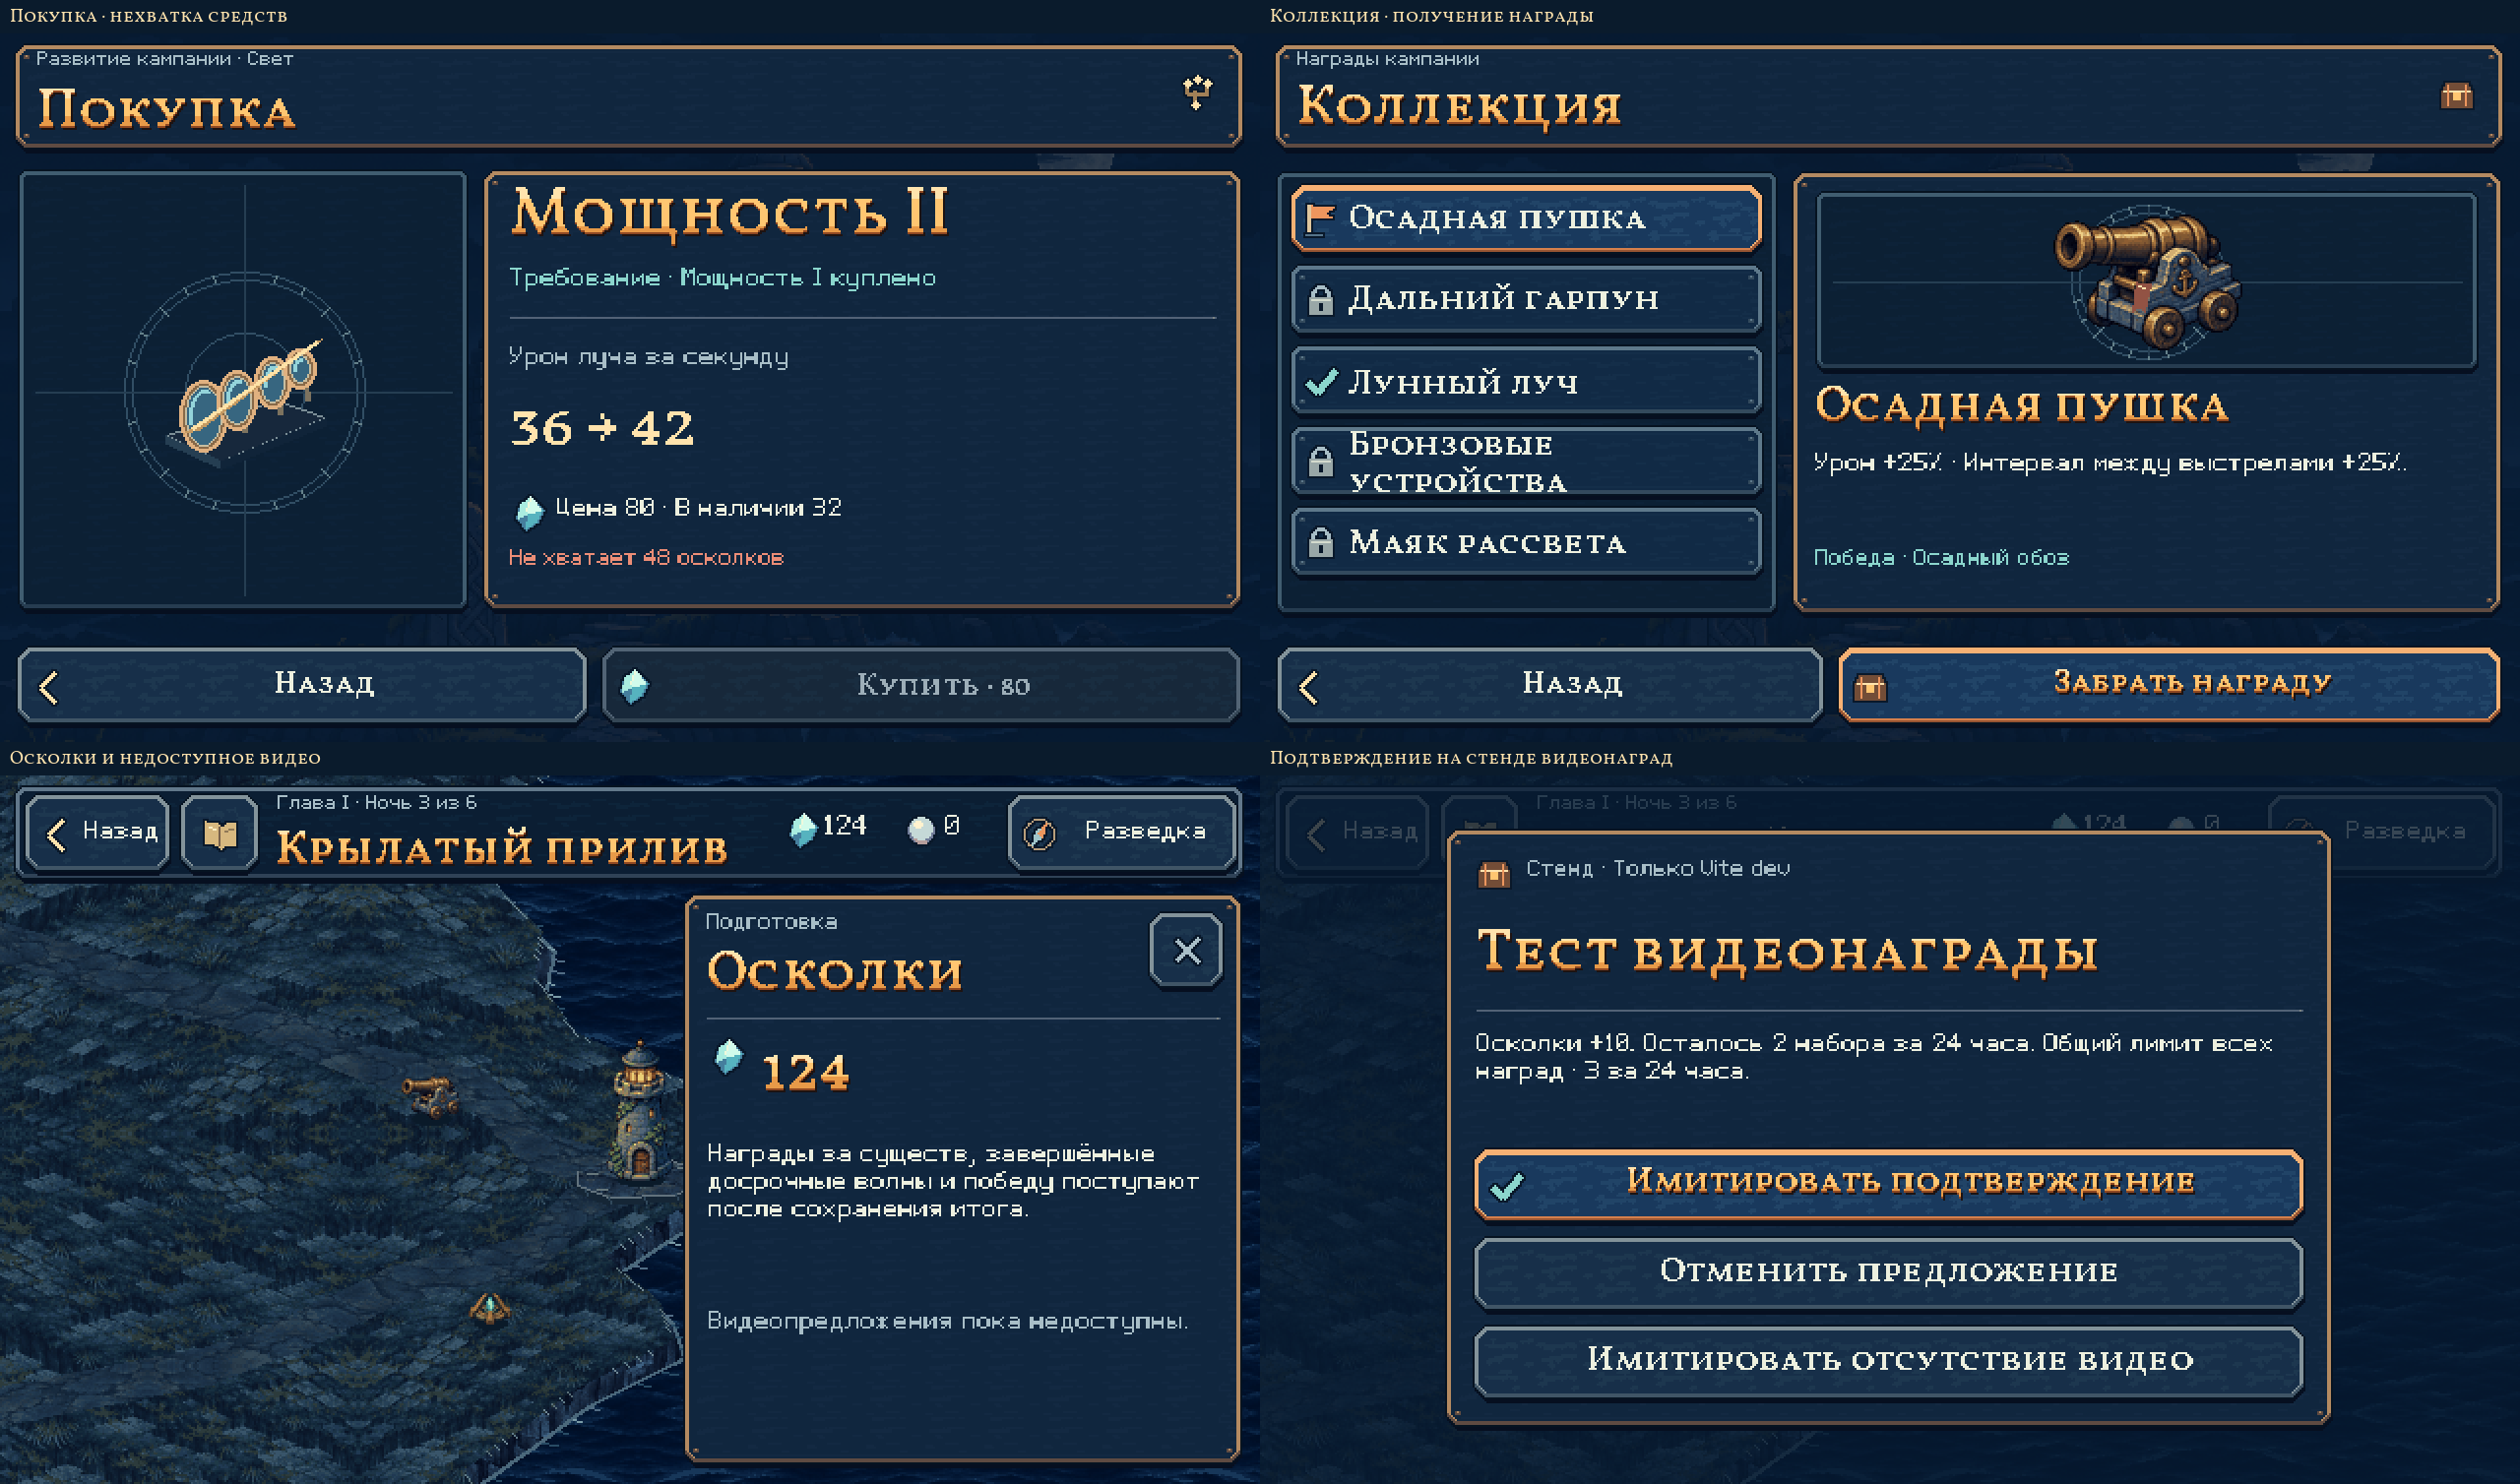 Покупка · нехватка средств
Развитие кампании · Свет
Покупка
Мощность II
Требование · Мощность I куплено
Урон луча за секунду
36 → 42
Цена 80 · В наличии 32
Не хватает 48 осколков
Назад
Купить · 80
Коллекция · получение награды
Награды кампании
Коллекция
Осадная пушка
Дальний гарпун
Лунный луч
Бронзовые
устройства
Маяк рассвета
Осадная пушка
Урон +25% · Интервал между выстрелами +25%.
Победа · Осадный обоз
Назад
Забрать награду
Осколки и недоступное видео
Назад
Глава I · Ночь 3 из 6
Крылатый прилив
124
0
Разведка
Подготовка
Осколки
124
Награды за существ, завершённые
досрочные волны и победу поступают
после сохранения итога.
Видеопредложения пока недоступны.
Подтверждение на стенде видеонаград
Назад
Глава I · Ночь 3 из 6
124
0
Разведка
Стенд · Только Vite dev
Тест видеонаграды
Осколки +10. Осталось 2 набора за 24 часа. Общий лимит всех
наград · 3 за 24 часа.
Имитировать подтверждение
Отменить предложение
Имитировать отсутствие видео